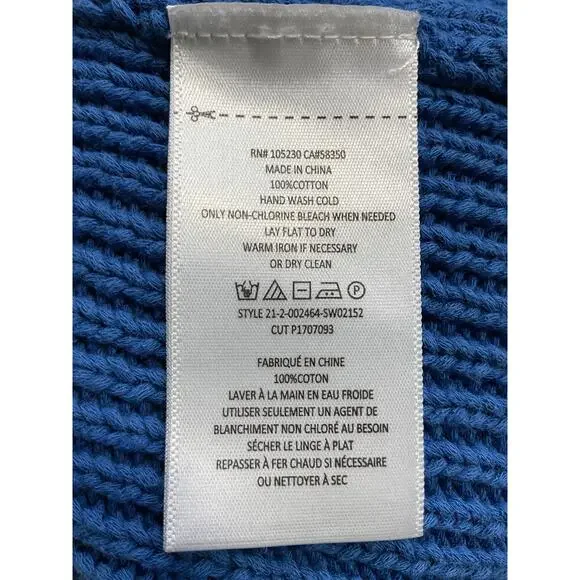 RN# 105230 CA#58350
MADE IN CHINA
100%COTTON
HAND WASH COLD
ONLY NON-CHLORINE BLEACH WHEN NEEDED
LAY FLAT TO DRY
WARM IRON IF NECESSARY
OR DRY CLEAN
P
STYLE 21-2-002464-SW02152
CUT P1707093
FABRIQUÉ EN CHINE
100%COTON
LAVER À LA MAIN EN EAU FROIDE
UTILISER SEULEMENT UN AGENT DE
BLANCHIMENT NON CHLORÉ AU BESOIN
SÉCHER LE LINGE À PLAT
REPASSER À FER CHAUD SI NÉCESSAIRE
OU NETTOYER À SEC